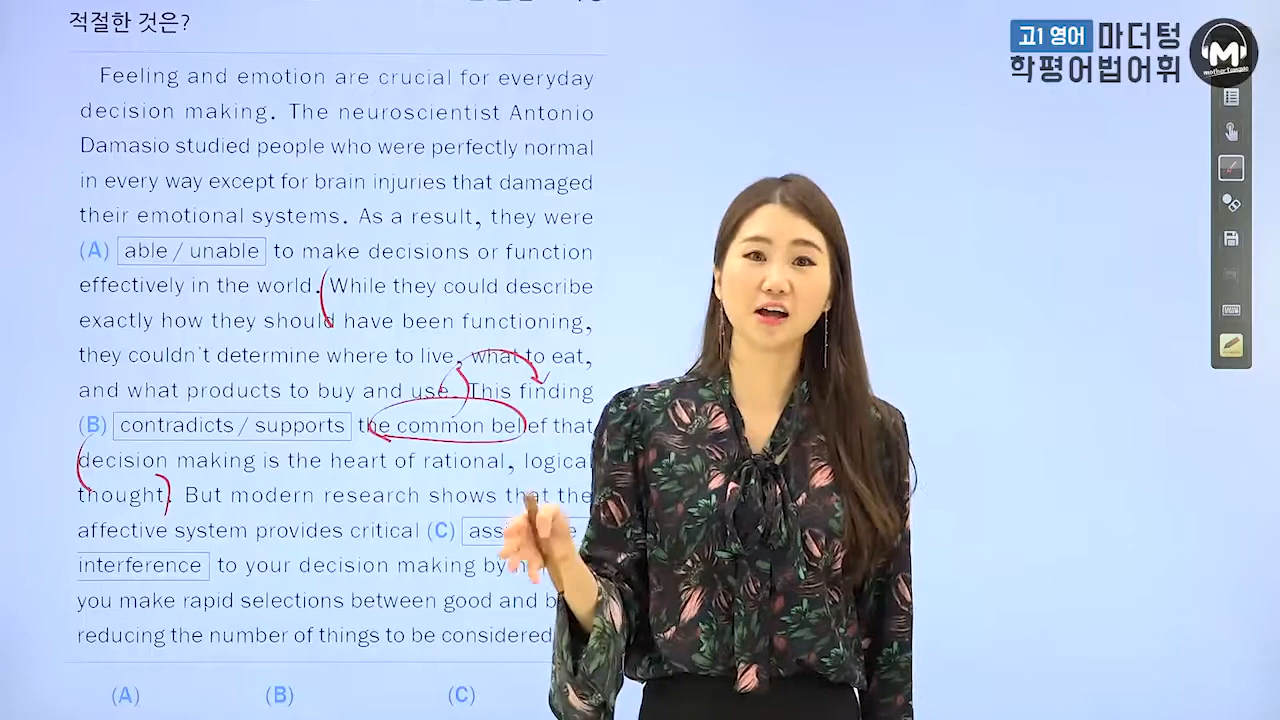 적절한 것은?
고1 영어 마더텅
학평어법어휘
M
mother tongue
Feeling and emotion are crucial for everyday
decision making. The neuroscientist Antonio
Damasio studied people who were perfectly normal
in every way except for brain injuries that damaged
their emotional systems. As a result, they were
(A) able / unable to make decisions or function
effectively in the world. While they could describe
exactly how they should have been functioning,
they couldn't determine where to live, what to eat,
and what products to buy and use. This finding
(B) contradicts / supports the common belief that
decision making is the heart of rational, logical
thought. But modern research shows that the
affective system provides critical (C)
interference to your decision making by
you make rapid selections between good and
reducing the number of things to be considered
(A) (B) (C)